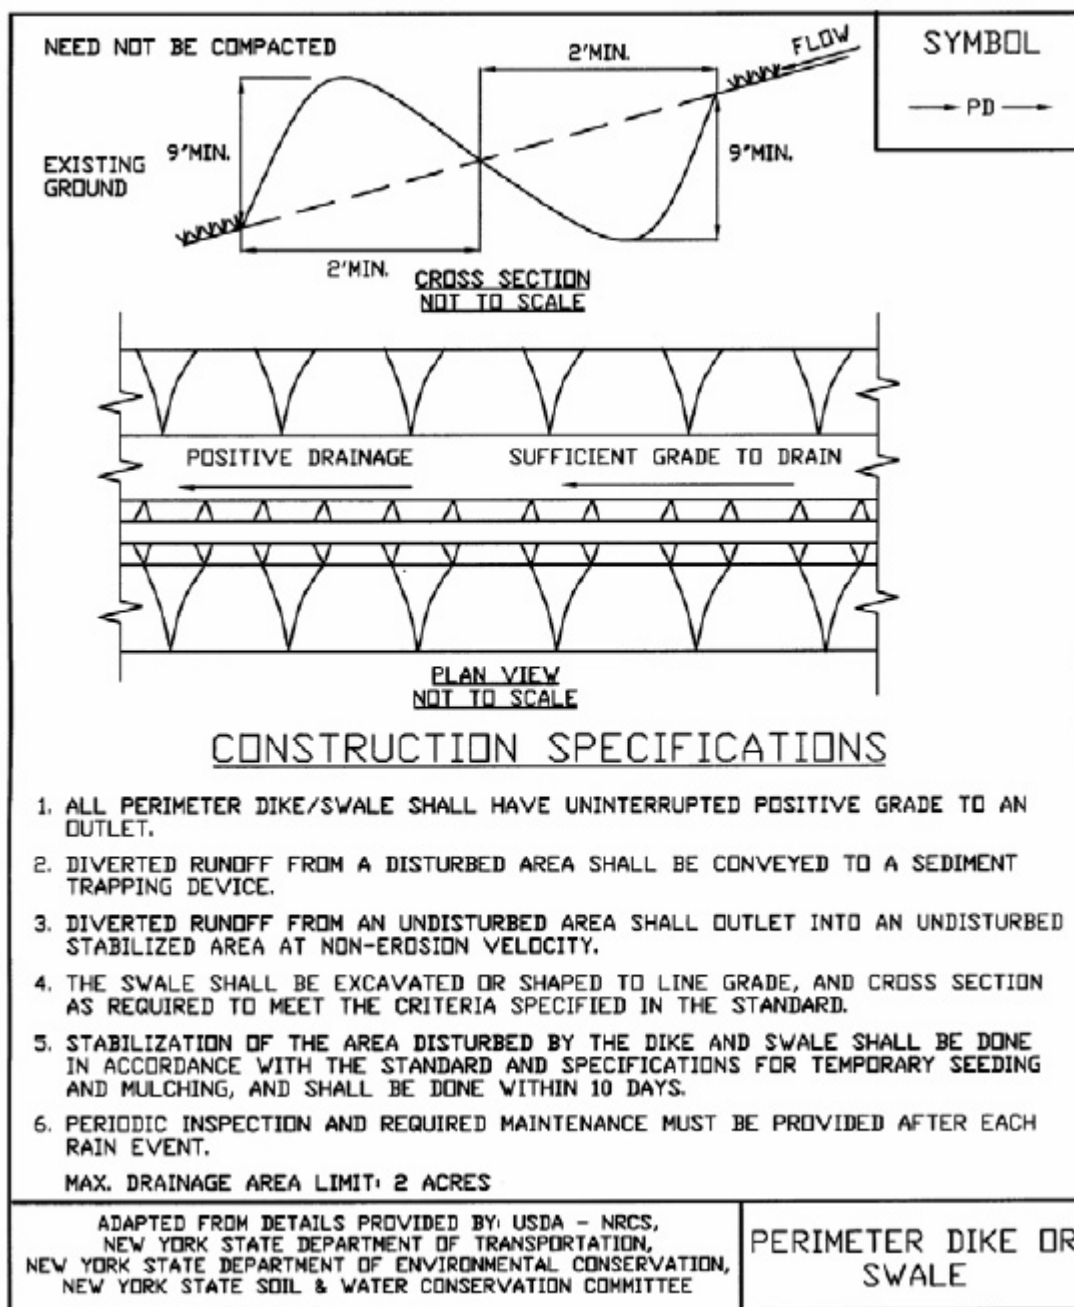 NEED NOT BE COMPACTED
2'MIN.
FLOW
SYMBOL
PD
EXISTING
GROUND
9"MIN.
9"MIN.
2'MIN.
CROSS SECTION
NOT TO SCALE
POSITIVE DRAINAGE
SUFFICIENT GRADE TO DRAIN
PLAN VIEW
NOT TO SCALE
CONSTRUCTION SPECIFICATIONS
1. ALL PERIMETER DIKE/SWALE SHALL HAVE UNINTERRUPTED POSITIVE GRADE TO AN
OUTLET.
2. DIVERTED RUNOFF FROM A DISTURBED AREA SHALL BE CONVEYED TO A SEDIMENT
TRAPPING DEVICE.
3. DIVERTED RUNOFF FROM AN UNDISTURBED AREA SHALL OUTLET INTO AN UNDISTURBED
STABILIZED AREA AT NON-EROSION VELOCITY.
4. THE SWALE SHALL BE EXCAVATED OR SHAPED TO LINE GRADE, AND CROSS SECTION
AS REQUIRED TO MEET THE CRITERIA SPECIFIED IN THE STANDARD.
5. STABILIZATION OF THE AREA DISTURBED BY THE DIKE AND SWALE SHALL BE DONE
IN ACCORDANCE WITH THE STANDARD AND SPECIFICATIONS FOR TEMPORARY SEEDING
AND MULCHING, AND SHALL BE DONE WITHIN 10 DAYS.
6. PERIODIC INSPECTION AND REQUIRED MAINTENANCE MUST BE PROVIDED AFTER EACH
RAIN EVENT.
MAX. DRAINAGE AREA LIMIT: 2 ACRES
ADAPTED FROM DETAILS PROVIDED BY: USDA - NRCS,
NEW YORK STATE DEPARTMENT OF TRANSPORTATION,
NEW YORK STATE DEPARTMENT OF ENVIRONMENTAL CONSERVATION,
NEW YORK STATE SOIL & WATER CONSERVATION COMMITTEE
PERIMETER DIKE OR
SWALE